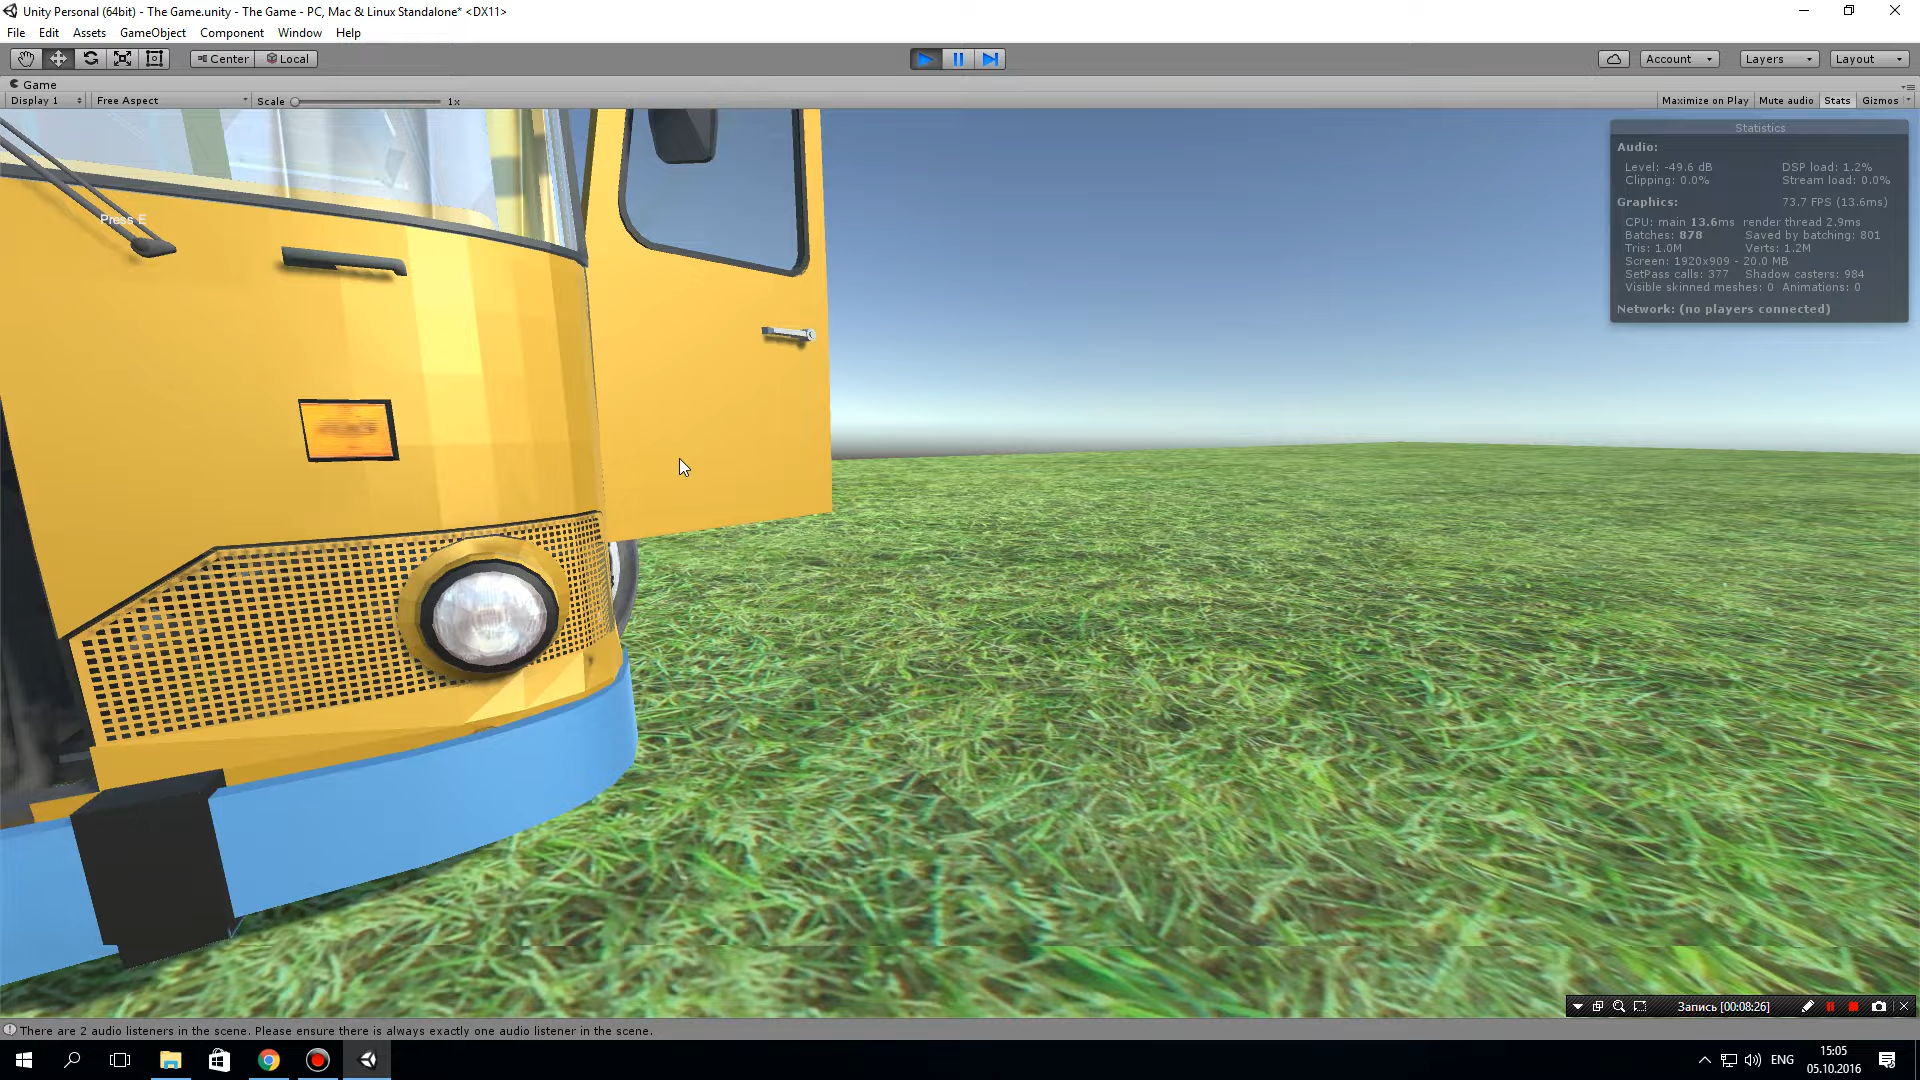 Unity Personal (64bit) - The Game.unity - The Game - PC, Mac & Linux Standalone* <DX11>
File Edit Assets GameObject Component Window Help
Center Local Account Layers Layout
Game
Display 1 Free Aspect Scale 1x Maximize on Play Mute audio Stats Gizmos
Statistics
Audio:
Level: -49.6 dB DSP load: 1.2%
Clipping: 0.0% Stream load: 0.0%
Graphics: 73.7 FPS (13.6ms)
CPU: main 13.6ms render thread 2.9ms
Batches: 878 Saved by batching: 801
Tris: 1.0M Verts: 1.2M
Screen: 1920x909 - 20.0 MB
SetPass calls: 377 Shadow casters: 984
Visible skinned meshes: 0 Animations: 0
Network: (no players connected)
Press E
Запись [00:08:26]
There are 2 audio listeners in the scene. Please ensure there is always exactly one audio listener in the scene.
ENG
15:05
05.10.2016